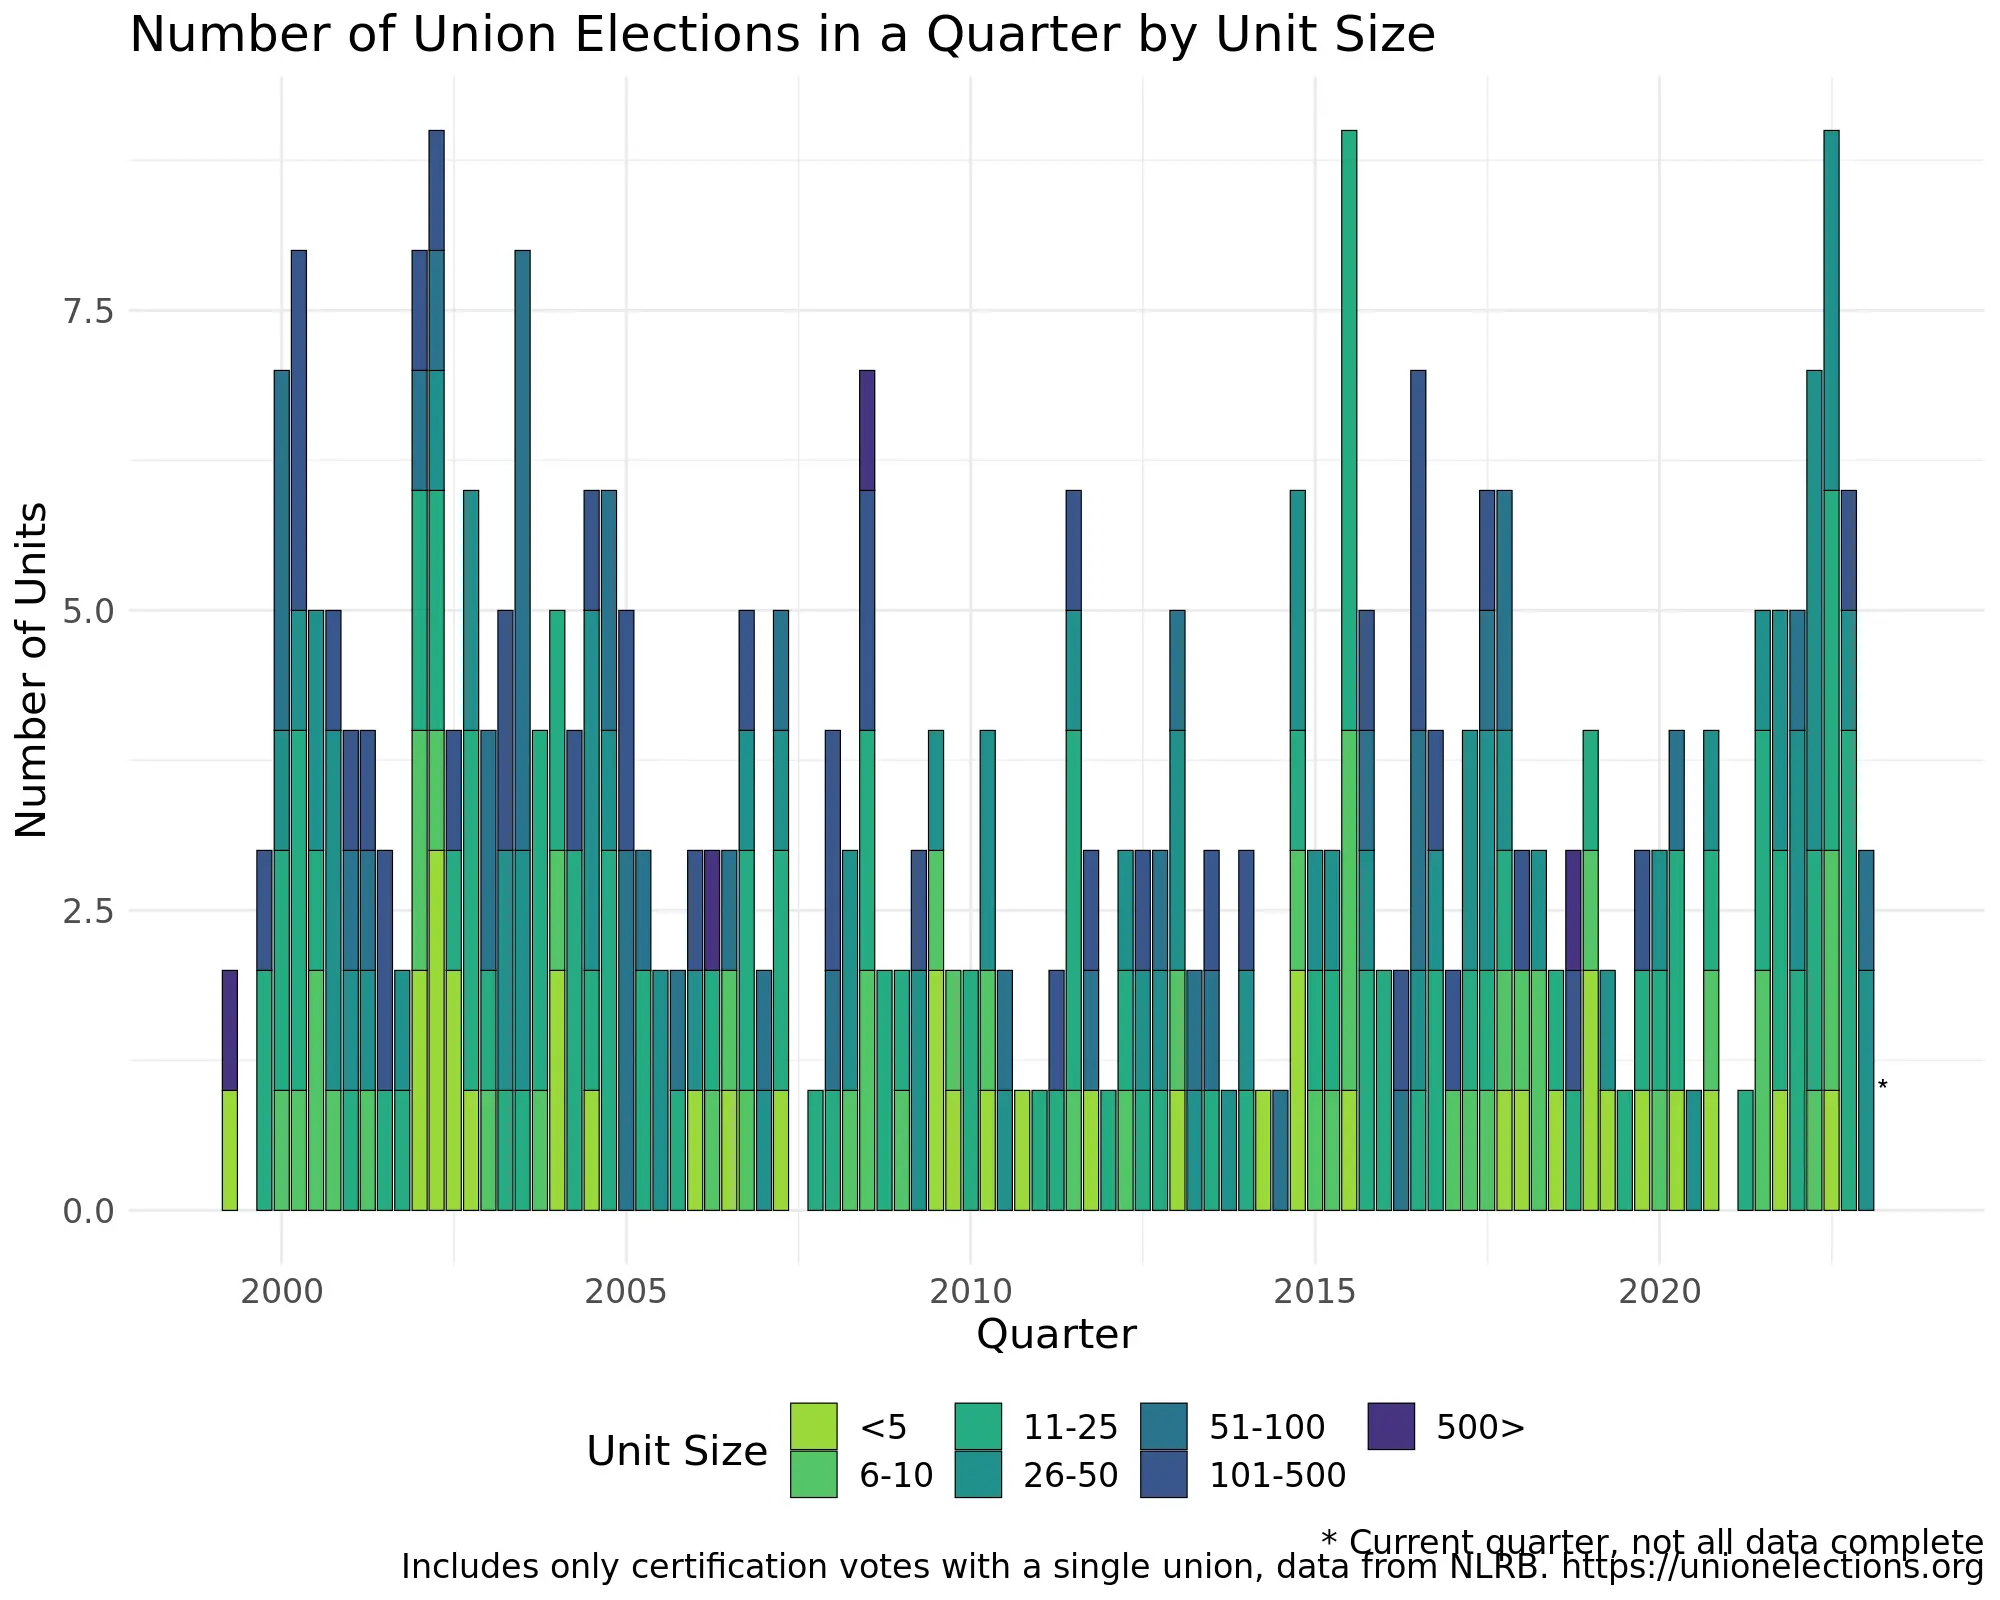 Number of Union Elections in a Quarter by Unit Size
Number of Units
7.5
5.0
2.5
0.0
*
2000 2005 2010 2015 2020
Quarter
Unit Size
<5 11-25 51-100 500>
6-10 26-50 101-500
* Current quarter, not all data complete
Includes only certification votes with a single union, data from NLRB. https://unionelections.org